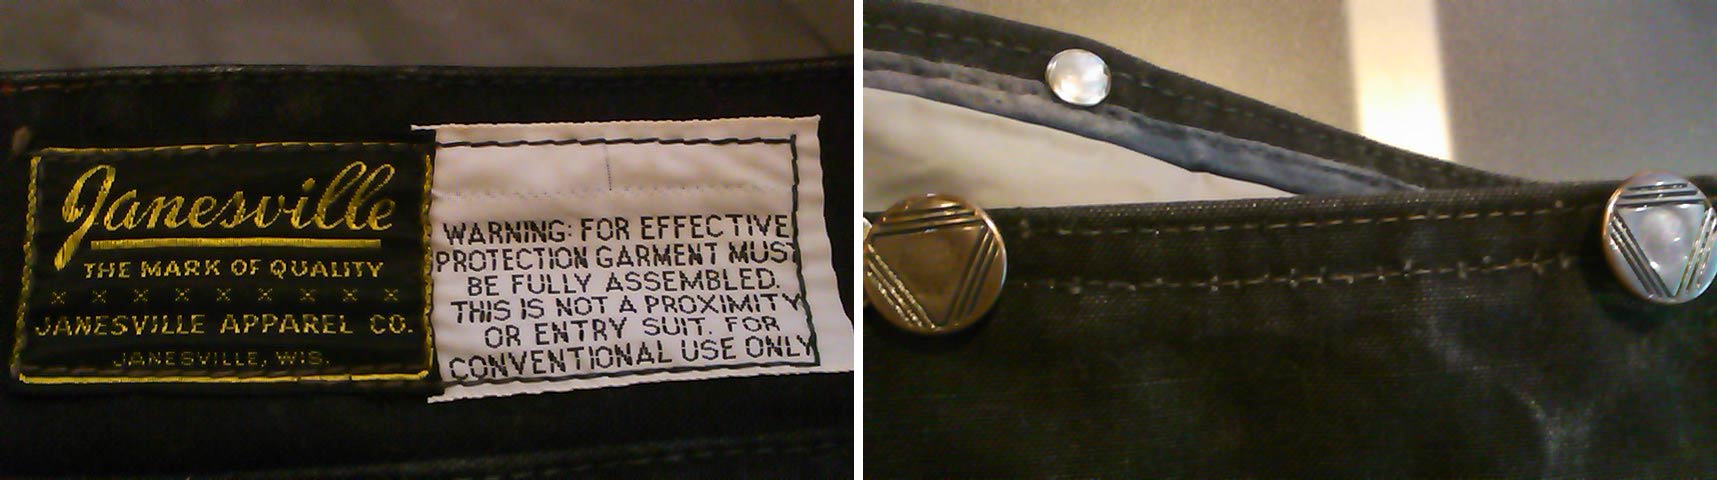 Janesville
THE MARK OF QUALITY
JANESVILLE APPAREL CO.
JANESVILLE, WIS.
WARNING: FOR EFFECTIVE
PROTECTION GARMENT MUST
BE FULLY ASSEMBLED.
THIS IS NOT A PROXIMITY
OR ENTRY SUIT. FOR
CONVENTIONAL USE ONLY